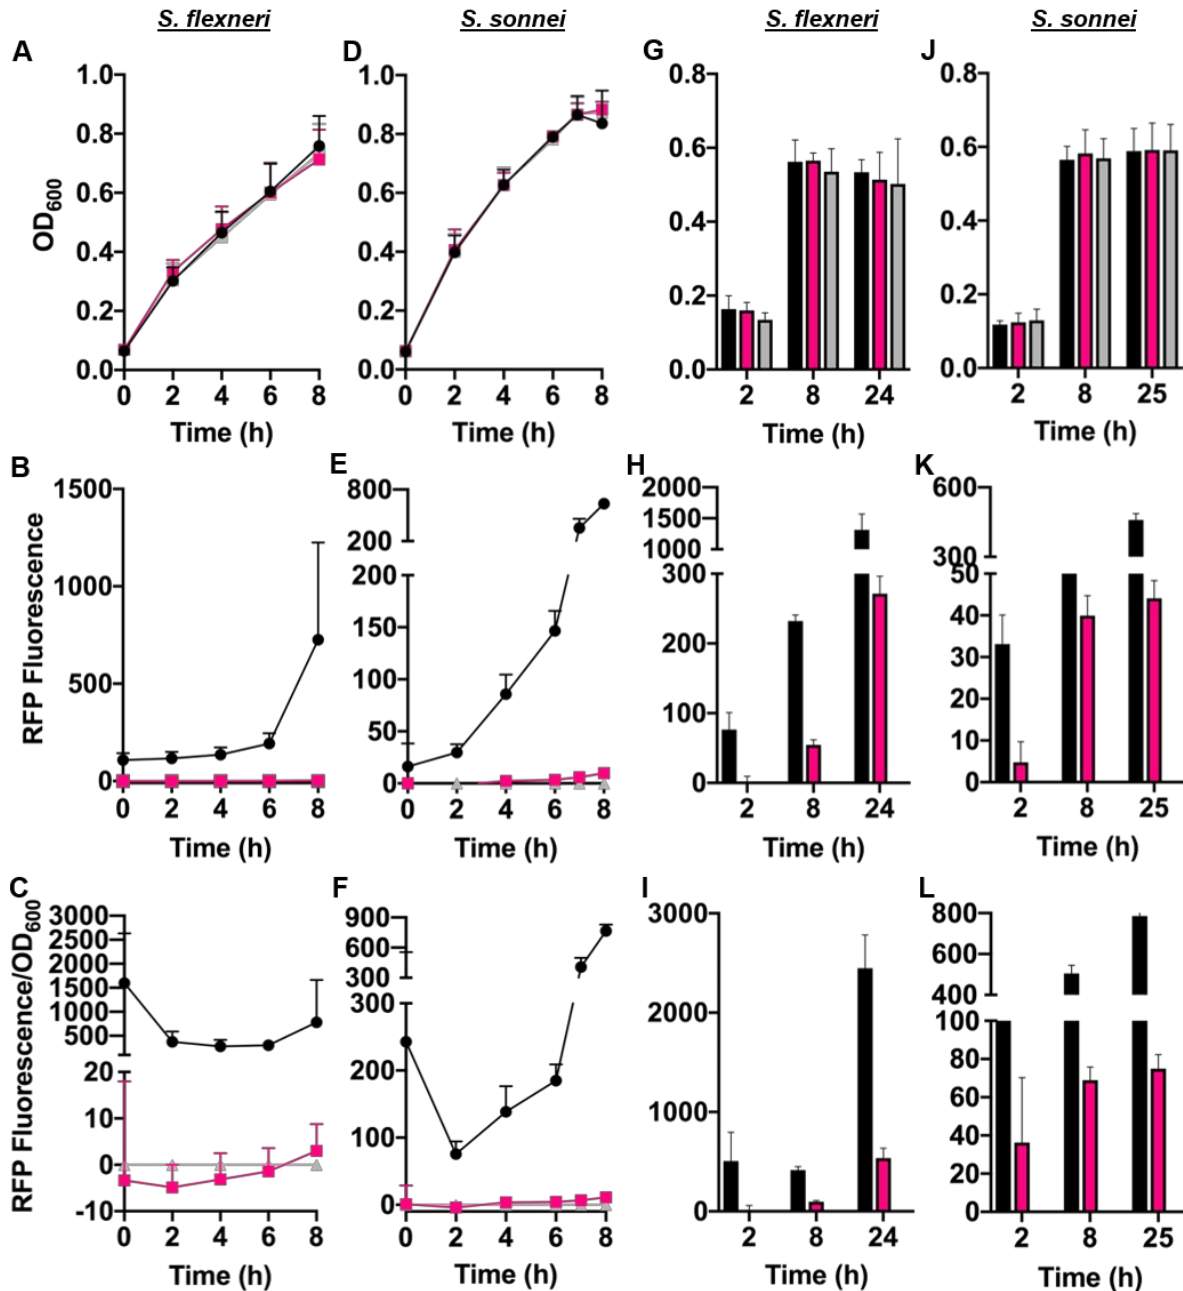 S. flexneri S. sonnei S. flexneri S. sonnei
A D G J
OD600
1.0 0.8 0.6 0.4 0.2 0.0
0 2 4 6 8
Time (h)
1.0 0.8 0.6 0.4 0.2 0.0
0 2 4 6 8
Time (h)
0.8 0.6 0.4 0.2 0.0
2 8 24
Time (h)
0.8 0.6 0.4 0.2 0.0
2 8 25
Time (h)
B E H K
RFP Fluorescence
1500 1000 500 0
0 2 4 6 8
Time (h)
800 200
200 150 100 50 0
0 2 4 6 8
Time (h)
2000 1500 1000
300 200 100 0
2 8 24
Time (h)
600 300
50 40 30 20 10 0
2 8 25
Time (h)
C F I L
RFP Fluorescence/OD600
3000 2500 2000 1500 1000 500
20 10 0 -10
0 2 4 6 8
Time (h)
900 600 300
300 200 100 0
0 2 4 6 8
Time (h)
3000 2000 1000 0
2 8 24
Time (h)
800 600 400
100 80 60 40 20 0
2 8 25
Time (h)